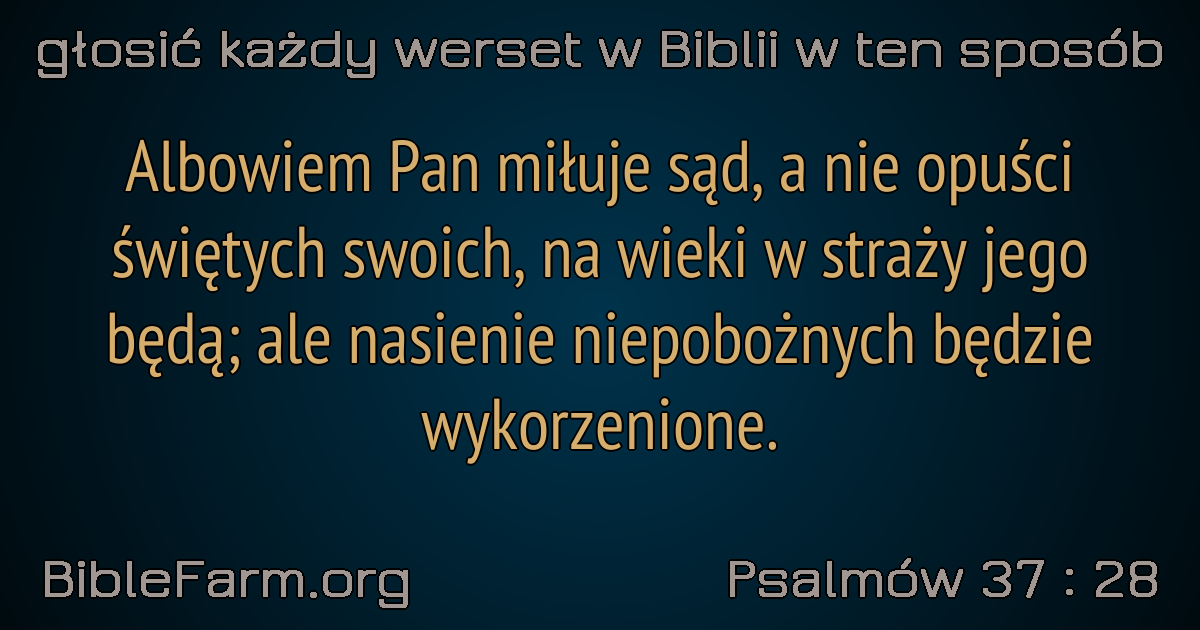 głosić każdy werset w Biblii w ten sposób
Albowiem Pan miłuje sąd, a nie opuści
świętych swoich, na wieki w straży jego
będą; ale nasienie niepobożnych będzie
wykorzenione.
BibleFarm.org
Psalmów 37 : 28